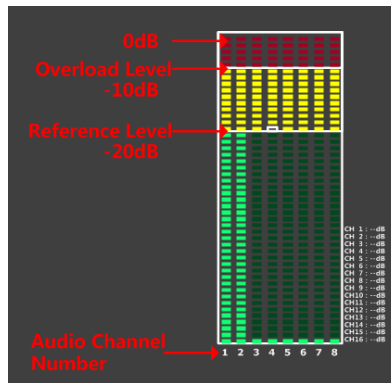 0dB
Overload Level
-10dB
Reference Level
-20dB
CH 1 : --dB
CH 2 : --dB
CH 3 : --dB
CH 4 : --dB
CH 5 : --dB
CH 6 : --dB
CH 7 : --dB
CH 8 : --dB
CH 9 : --dB
CH10 : --dB
CH11 : --dB
CH12 : --dB
CH13 : --dB
CH14 : --dB
CH15 : --dB
CH16 : --dB
Audio Channel
Number
1 2 3 4 5 6 7 8